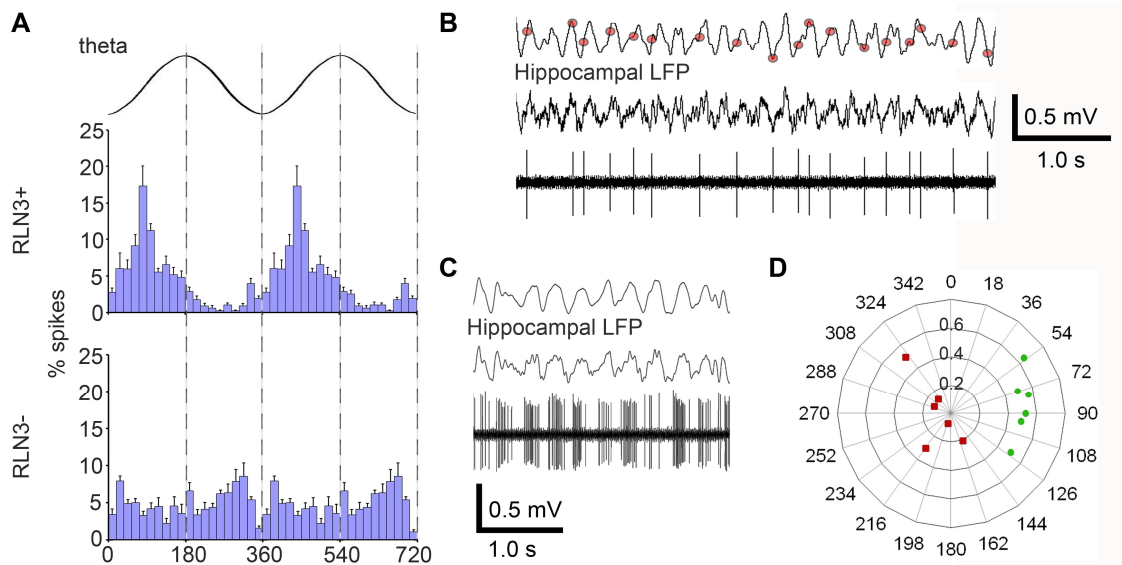 A
theta
25
20
15
10
5
0
RLN3+
% spikes
25
20
15
10
5
0
RLN3-
0 180 360 540 720
B
Hippocampal LFP
0.5 mV
1.0 s
C
Hippocampal LFP
0.5 mV
1.0 s
D
0
18
36
54
72
90
108
126
144
162
180
198
216
234
252
270
288
308
324
342
0.6
0.4
0.2